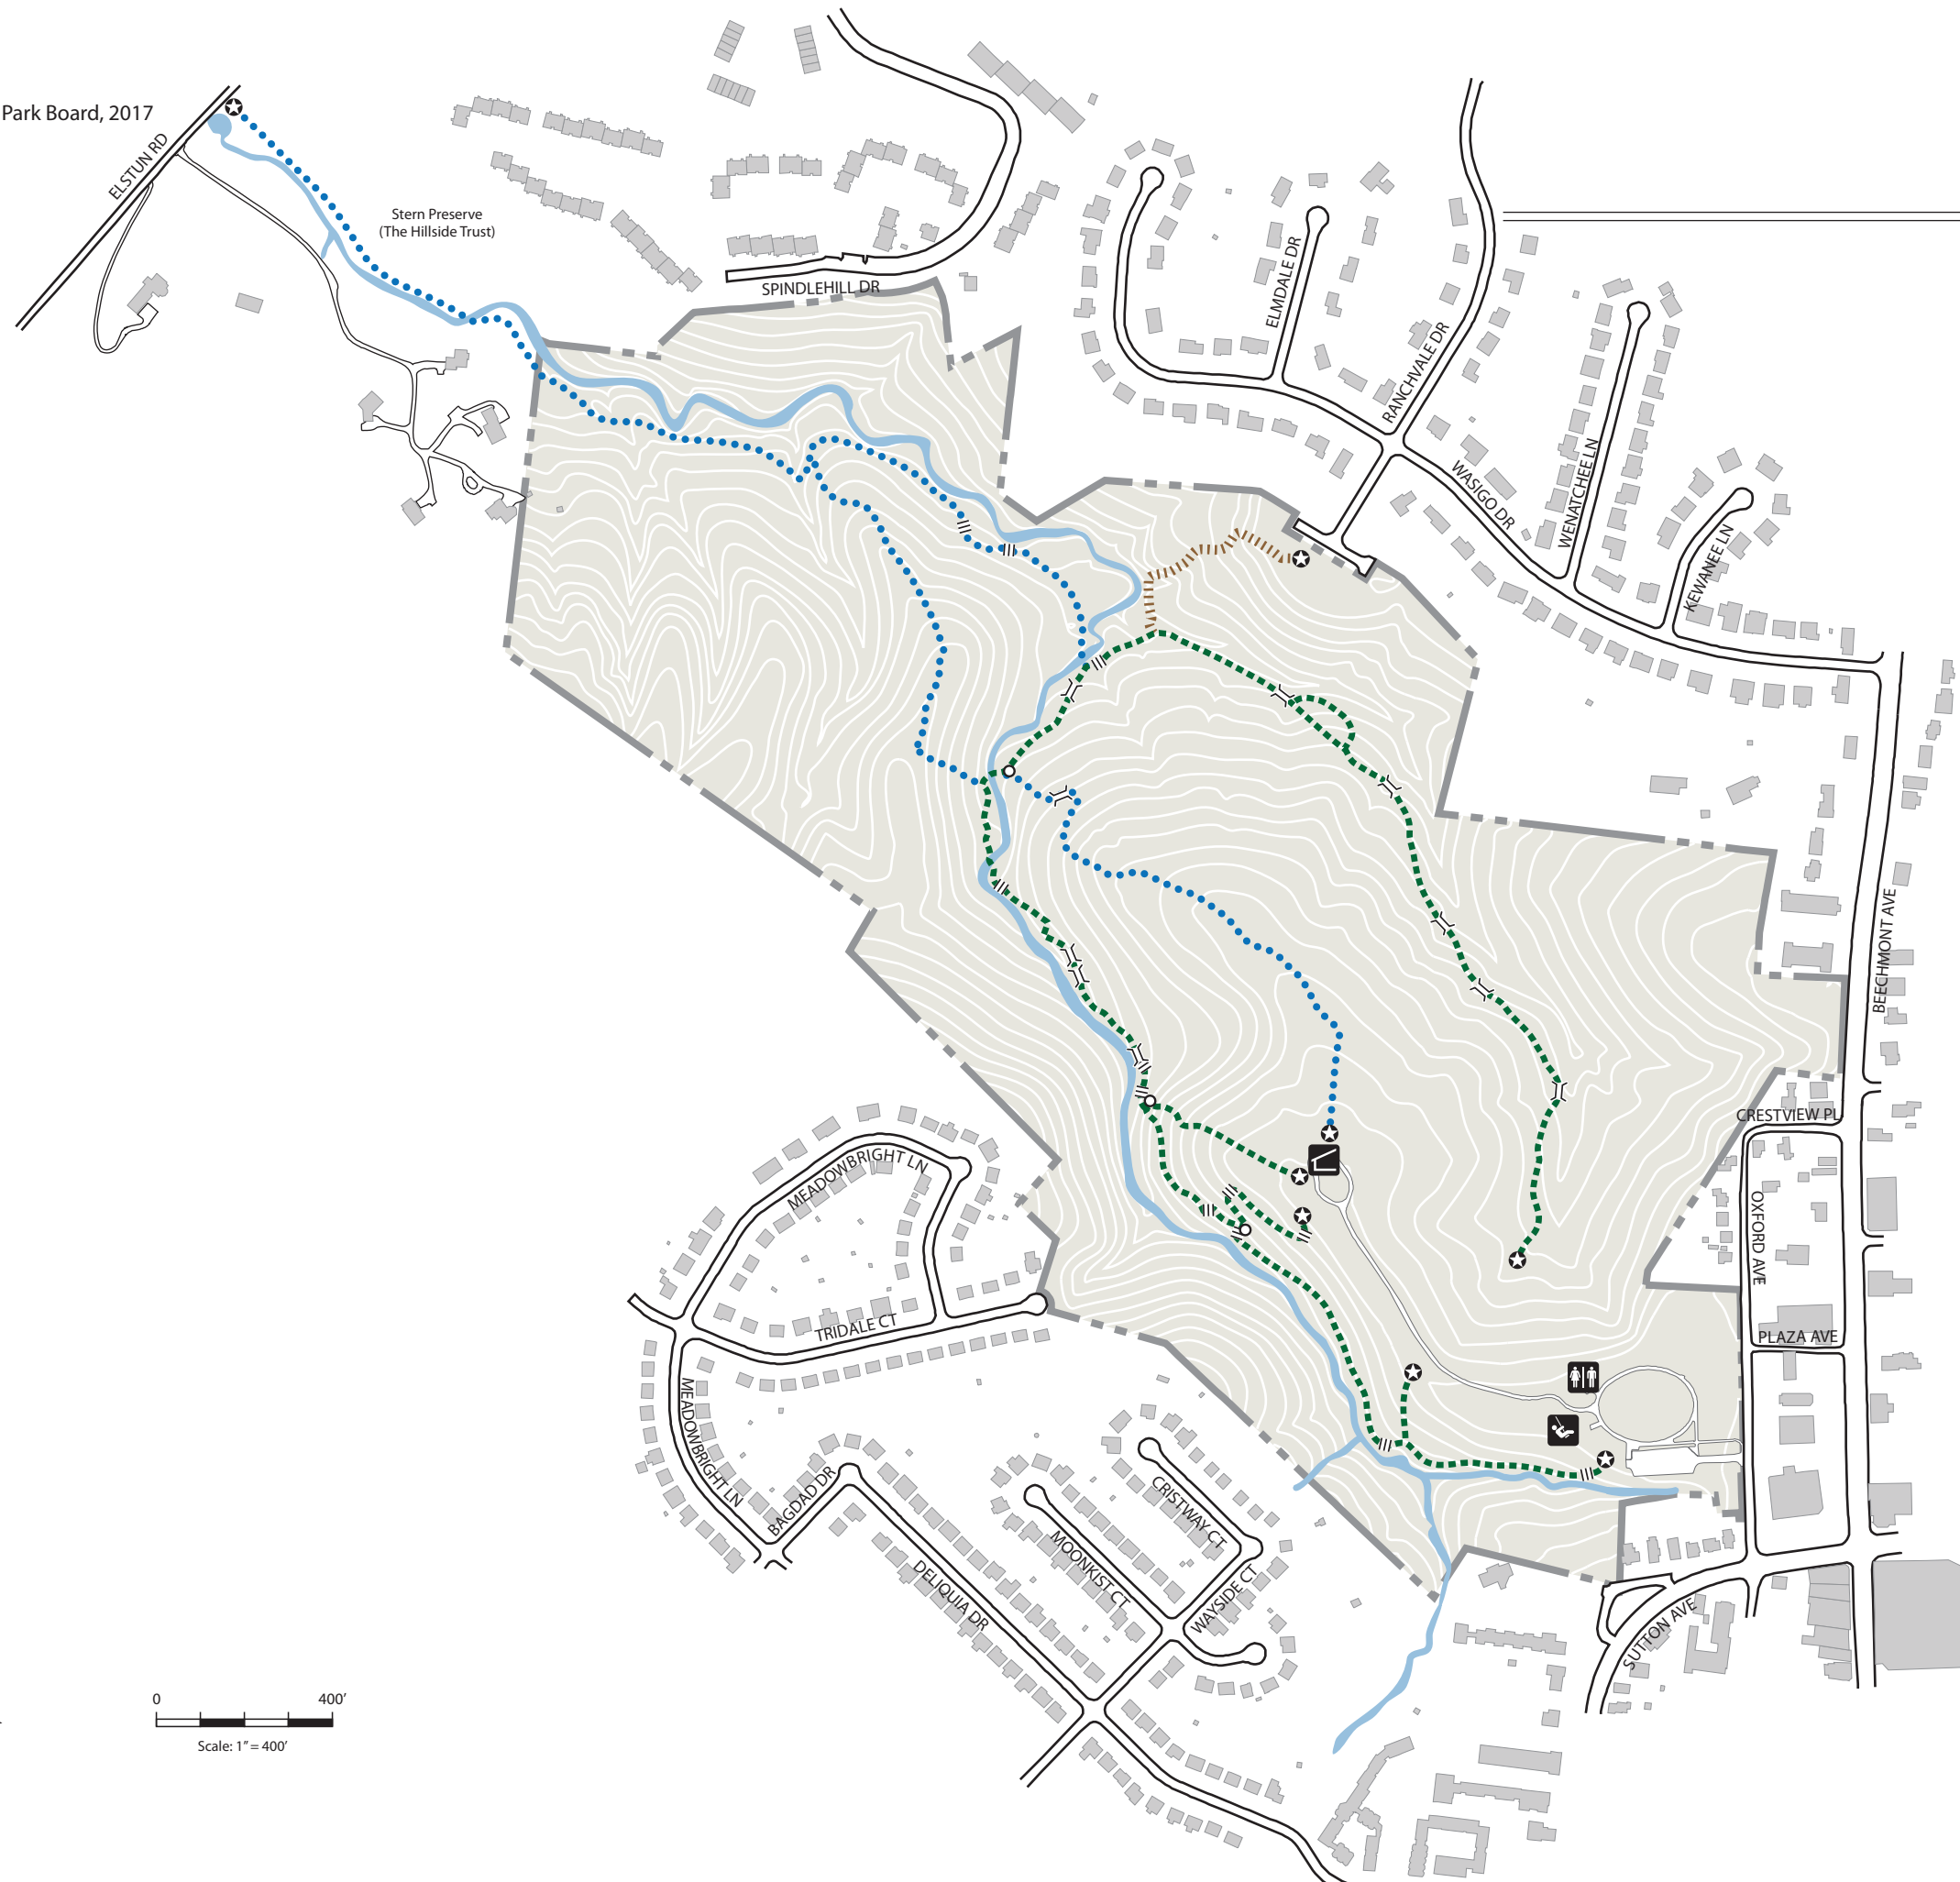 Park Board, 2017
ELSTUN RD
Stern Preserve
(The Hillside Trust)
SPINDLEHILL DR
ELMDALE DR
RANCHVALE DR
WASIGO DR
WENATCHEE LN
KEWANEE LN
BEECHMONT AVE
CRESTVIEW PL
OXFORD AVE
PLAZA AVE
MEADOWBRIGHT LN
TRIDALE CT
MEADOWBRIGHT LN
BAGDAD DR
DELIQUIA DR
MOONKIST CT
CRISTWAY CT
WAYSIDE CT
SUTTON AVE
0 400'
Scale: 1" = 400'